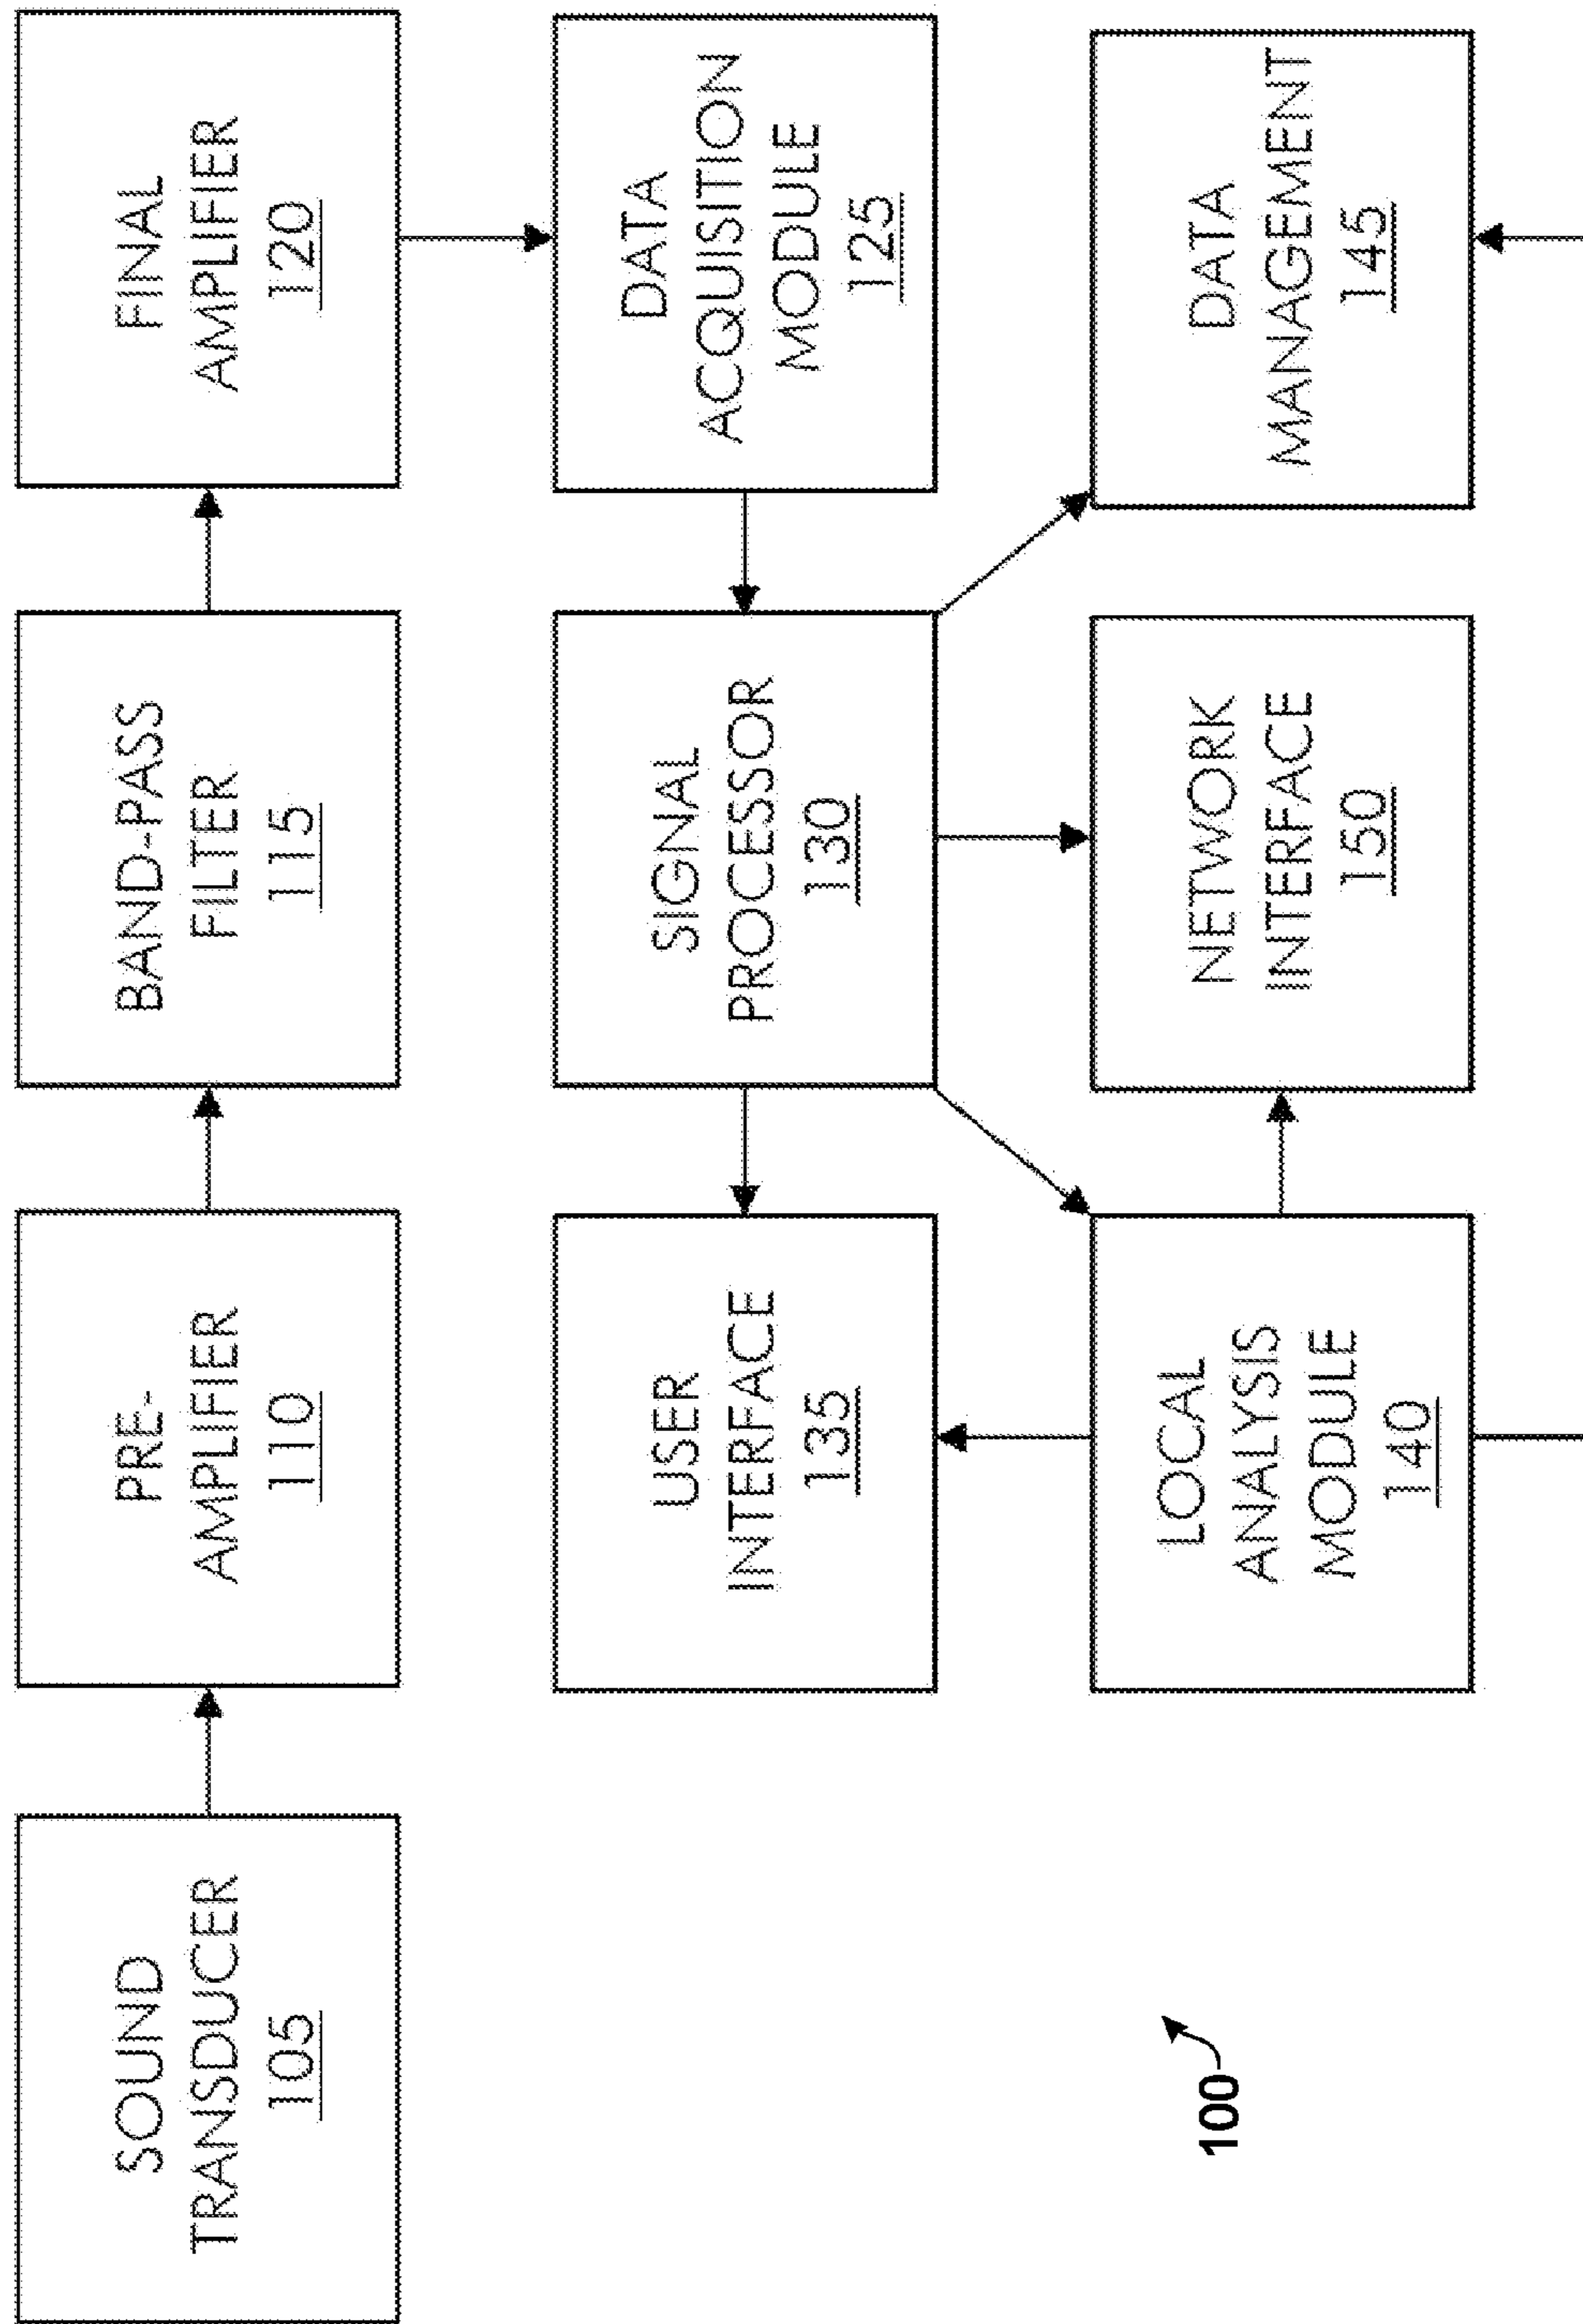 SOUND
TRANSDUCER
105
PRE-
AMPLIFIER
110
BAND-PASS
FILTER
115
FINAL
AMPLIFIER
120
USER
INTERFACE
135
SIGNAL
PROCESSOR
130
DATA
ACQUISITION
MODULE
125
LOCAL
ANALYSIS
MODULE
140
NETWORK
INTERFACE
150
DATA
MANAGEMENT
145
100